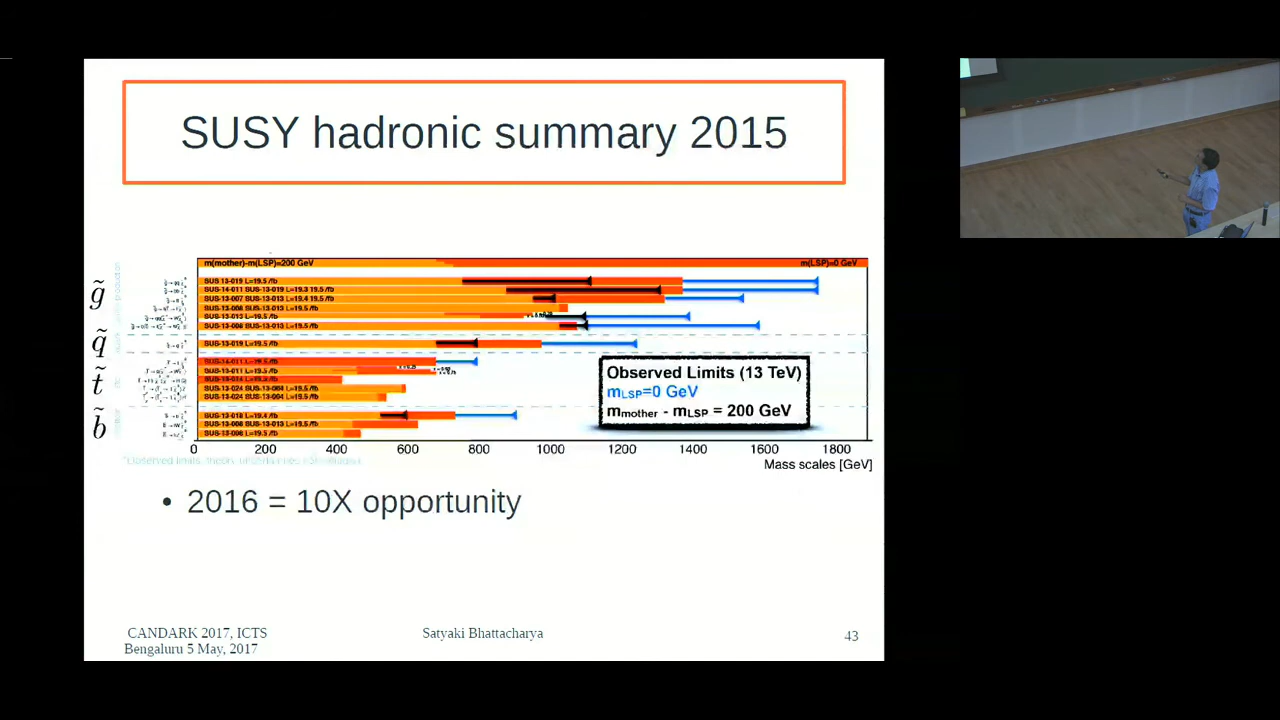 SUSY hadronic summary 2015
m(mother)-m(LSP)=200 GeV
m(LSP)=0 GeV
g̃
SUS-13-019 L=19.5 /fb
SUS-14-011 SUS-13-019 L=19.3 19.5 /fb
SUS-13-007 SUS-13-013 L=19.4 19.5 /fb
SUS-13-008 SUS-13-013 L=19.5 /fb
SUS-13-013 L=19.5 /fb
SUS-13-008 SUS-13-013 L=19.5 /fb
q̃
SUS-13-019 L=19.5 /fb
t̃
SUS-14-011 L=19.5 /fb
SUS-13-011 L=19.5 /fb
SUS-13-014 L=19.5 /fb
SUS-13-024 SUS-13-004 L=19.5 /fb
SUS-13-024 SUS-13-004 L=19.5 /fb
b̃
SUS-13-018 L=19.4 /fb
SUS-13-008 SUS-13-013 L=19.5 /fb
SUS-13-008 L=19.5 /fb
Observed Limits (13 TeV)
mLSP=0 GeV
mmother - mLSP = 200 GeV
0 200 400 600 800 1000 1200 1400 1600 1800
Mass scales [GeV]
• 2016 = 10X opportunity
CANDARK 2017, ICTS
Bengaluru 5 May, 2017
Satyaki Bhattacharya
43